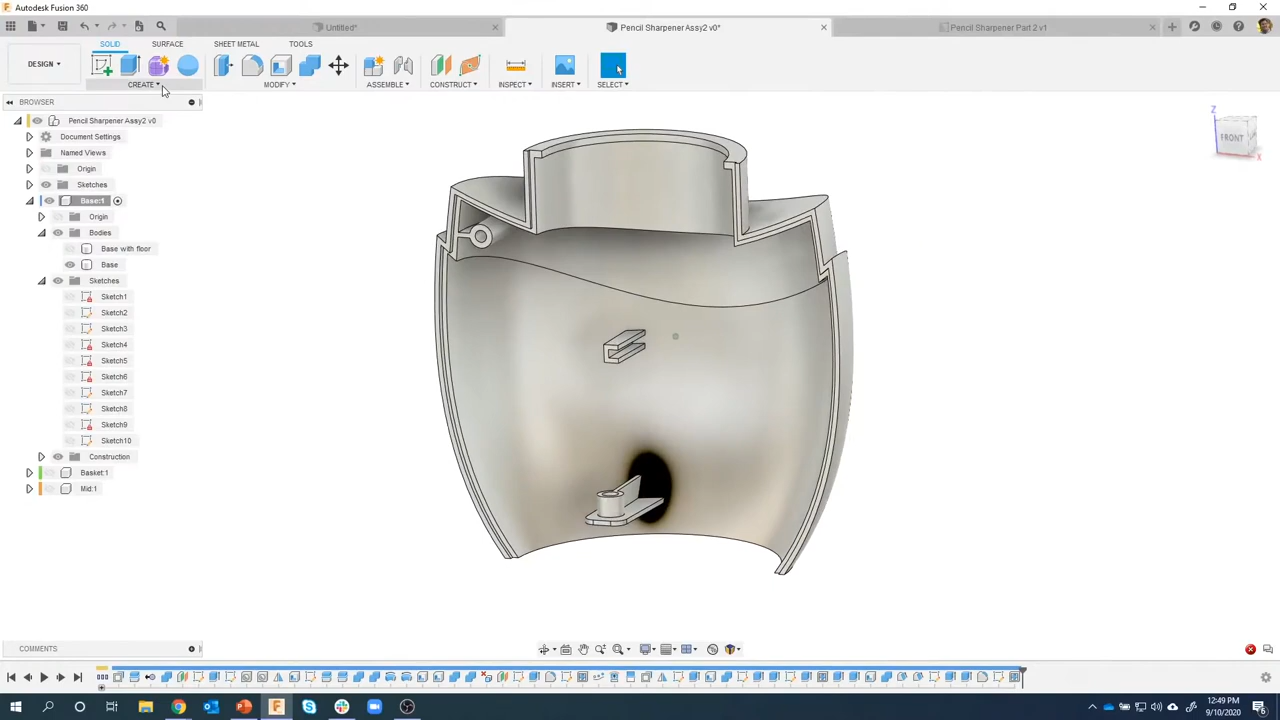 Autodesk Fusion 360
Untitled*
Pencil Sharpener Assy2 v0*
Pencil Sharpener Part 2 v1
SOLID
SURFACE
SHEET METAL
TOOLS
DESIGN
CREATE
MODIFY
ASSEMBLE
CONSTRUCT
INSPECT
INSERT
SELECT
BROWSER
Pencil Sharpener Assy2 v0
Document Settings
Named Views
Origin
Sketches
Base:1
Origin
Bodies
Base with floor
Base
Sketches
Sketch1
Sketch2
Sketch3
Sketch4
Sketch5
Sketch6
Sketch7
Sketch8
Sketch9
Sketch10
Construction
Basket:1
Mid:1
Z
FRONT
X
COMMENTS
12:49 PM
9/10/2020